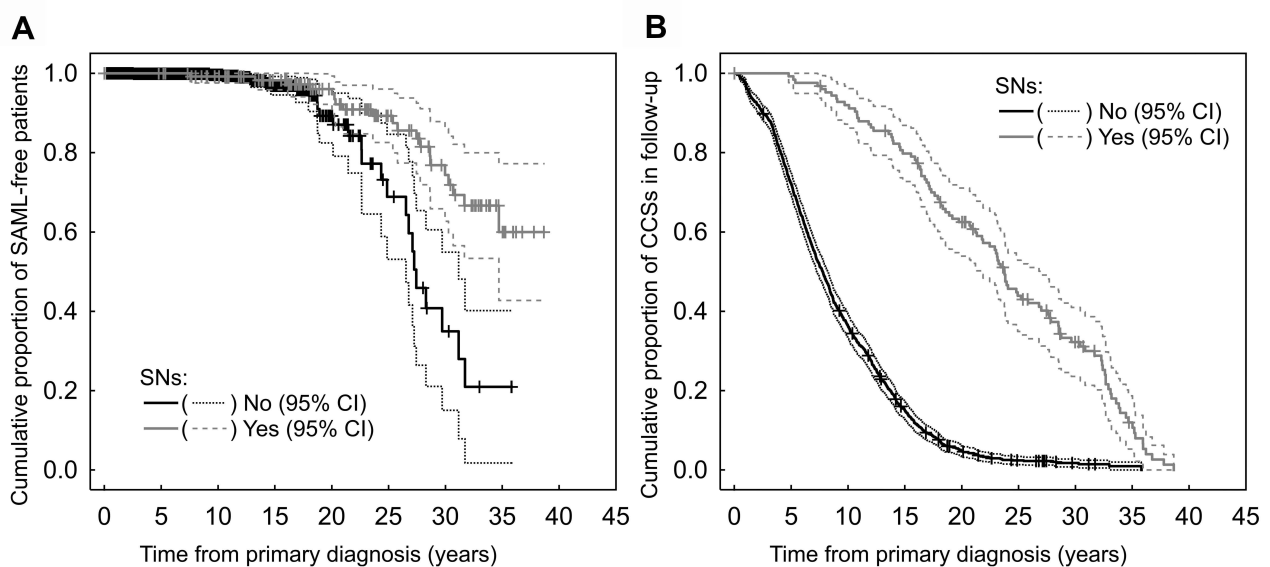 A
Cumulative proportion of SAML-free patients
1.0
0.8
0.6
0.4
0.2
0.0
SNs:
( ) No (95% CI)
( ) Yes (95% CI)
0 5 10 15 20 25 30 35 40 45
Time from primary diagnosis (years)
B
Cumulative proportion of CCSs in follow-up
1.0
0.8
0.6
0.4
0.2
0.0
SNs:
( ) No (95% CI)
( ) Yes (95% CI)
0 5 10 15 20 25 30 35 40 45
Time from primary diagnosis (years)